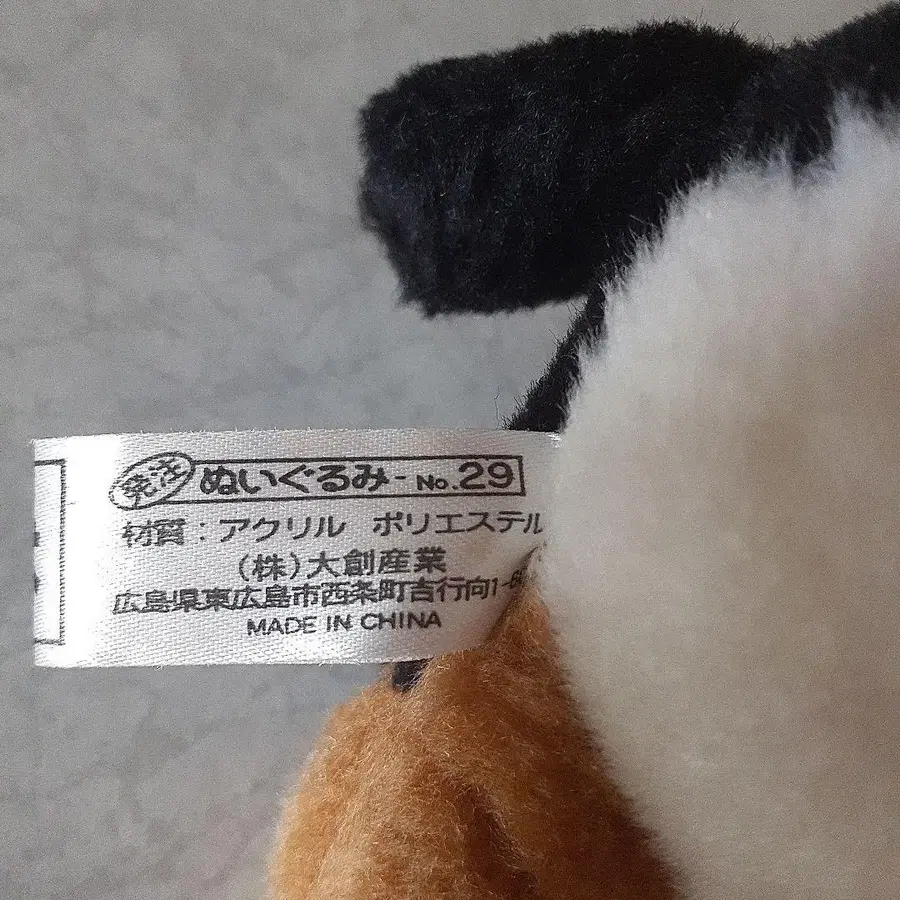 発注 ぬいぐるみ-No.29
材質:アクリル ポリエステル
(株)大創産業
広島県東広島市西条町吉行向1-
MADE IN CHINA